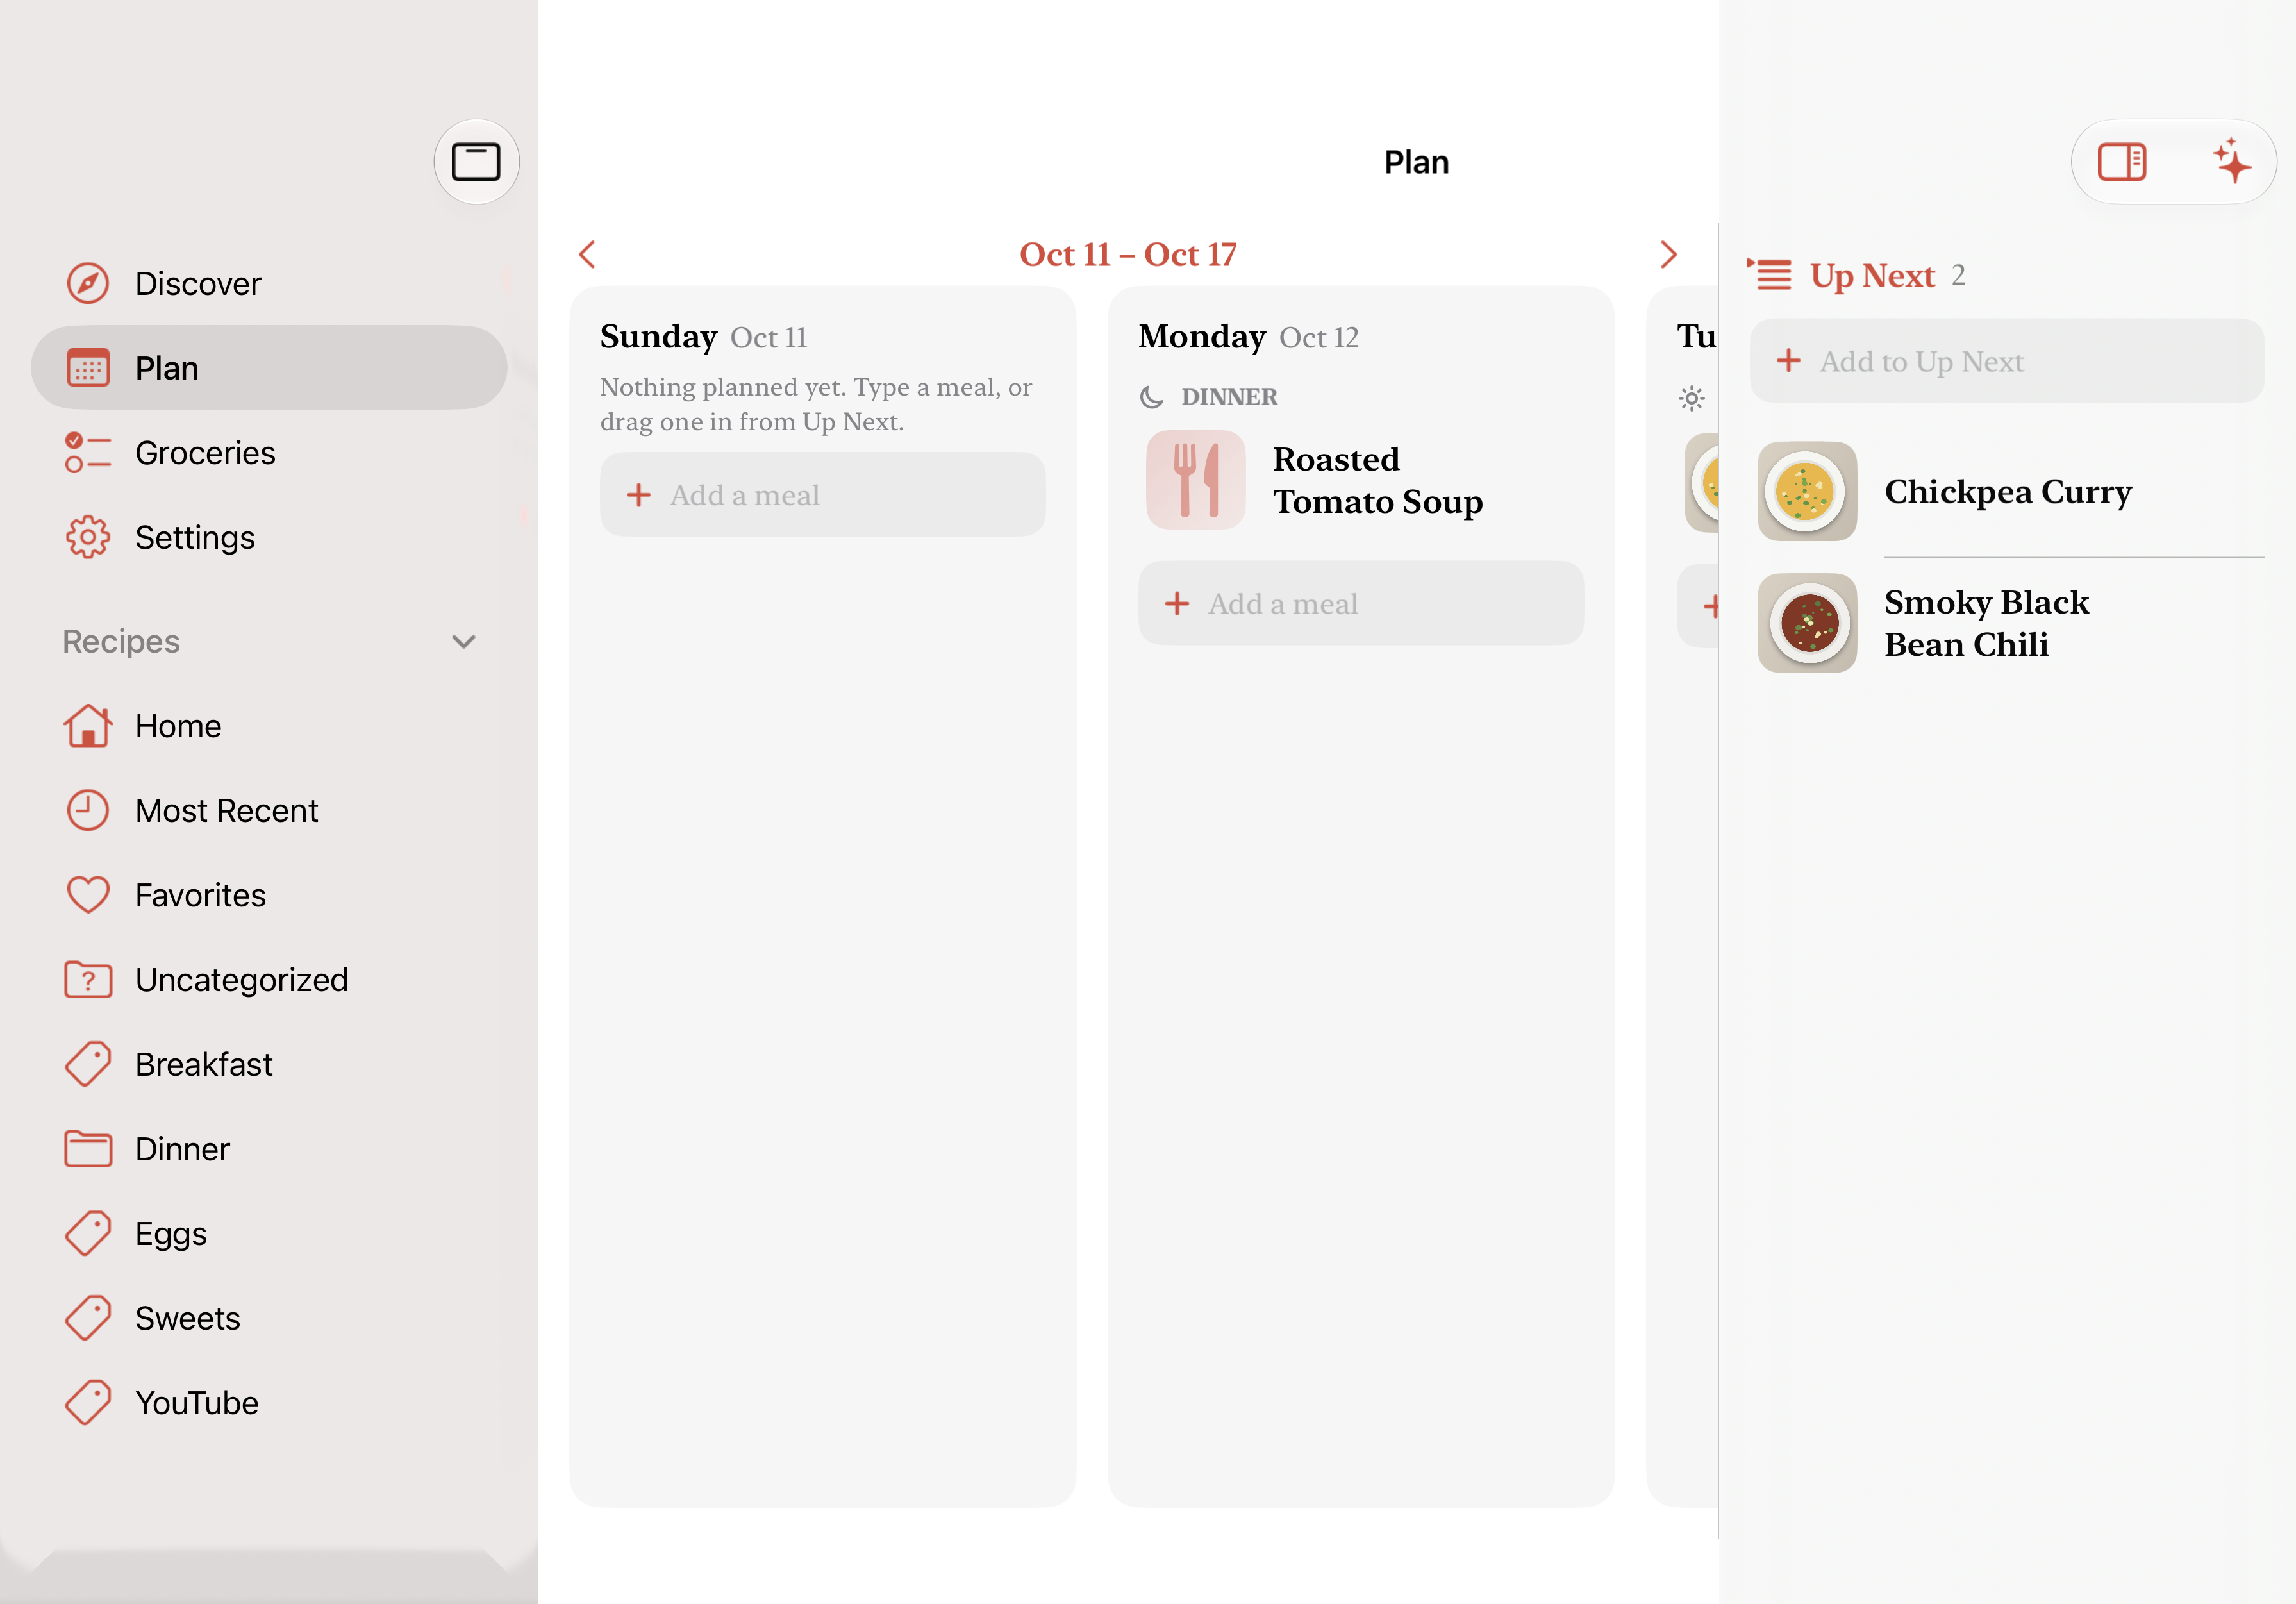 Discover
Plan
Groceries
Settings
Recipes
Home
Most Recent
Favorites
Uncategorized
Breakfast
Dinner
Eggs
Sweets
YouTube
Plan
Oct 11 – Oct 17
Sunday Oct 11
Nothing planned yet. Type a meal, or
drag one in from Up Next.
Add a meal
Monday Oct 12
DINNER
Roasted
Tomato Soup
Add a meal
Tu
Up Next 2
Add to Up Next
Chickpea Curry
Smoky Black
Bean Chili